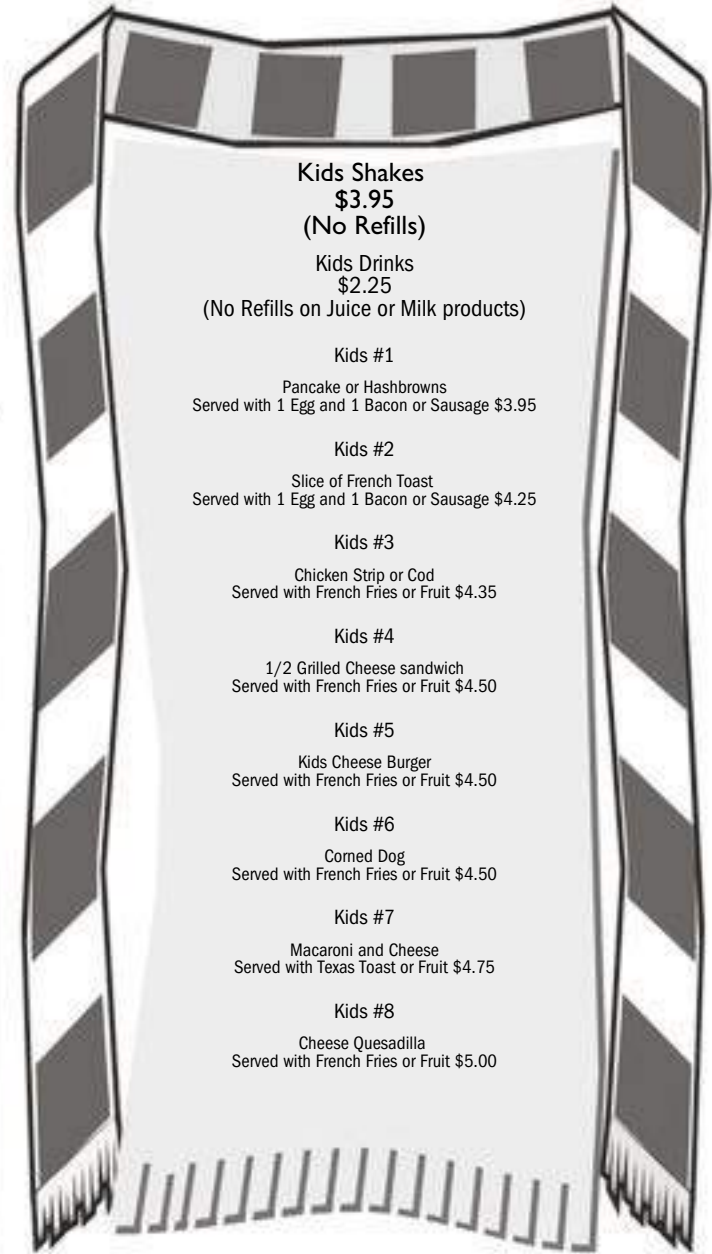 Kids Shakes
$3.95
(No Refills)
Kids Drinks
$2.25
(No Refills on Juice or Milk products)
Kids #1
Pancake or Hashbrowns
Served with 1 Egg and 1 Bacon or Sausage $3.95
Kids #2
Slice of French Toast
Served with 1 Egg and 1 Bacon or Sausage $4.25
Kids #3
Chicken Strip or Cod
Served with French Fries or Fruit $4.35
Kids #4
1/2 Grilled Cheese sandwich
Served with French Fries or Fruit $4.50
Kids #5
Kids Cheese Burger
Served with French Fries or Fruit $4.50
Kids #6
Corned Dog
Served with French Fries or Fruit $4.50
Kids #7
Macaroni and Cheese
Served with Texas Toast or Fruit $4.75
Kids #8
Cheese Quesadilla
Served with French Fries or Fruit $5.00